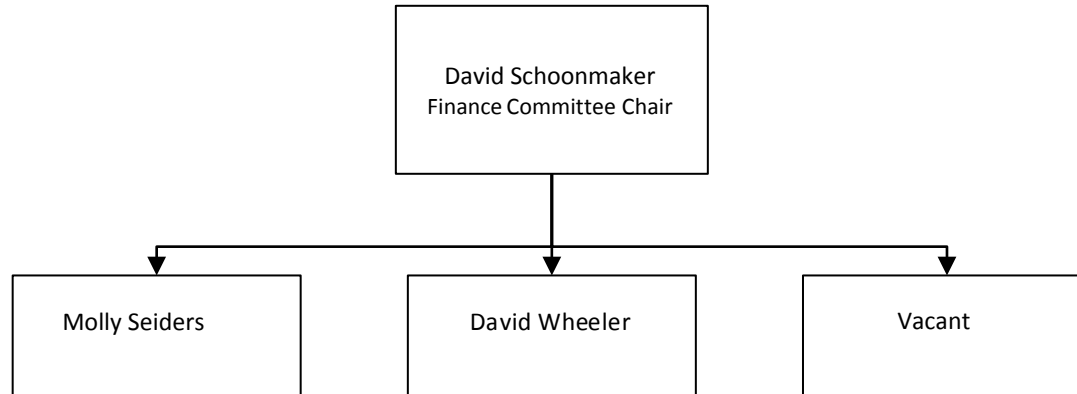 David Schoonmaker
Finance Committee Chair
Molly Seiders
David Wheeler
Vacant